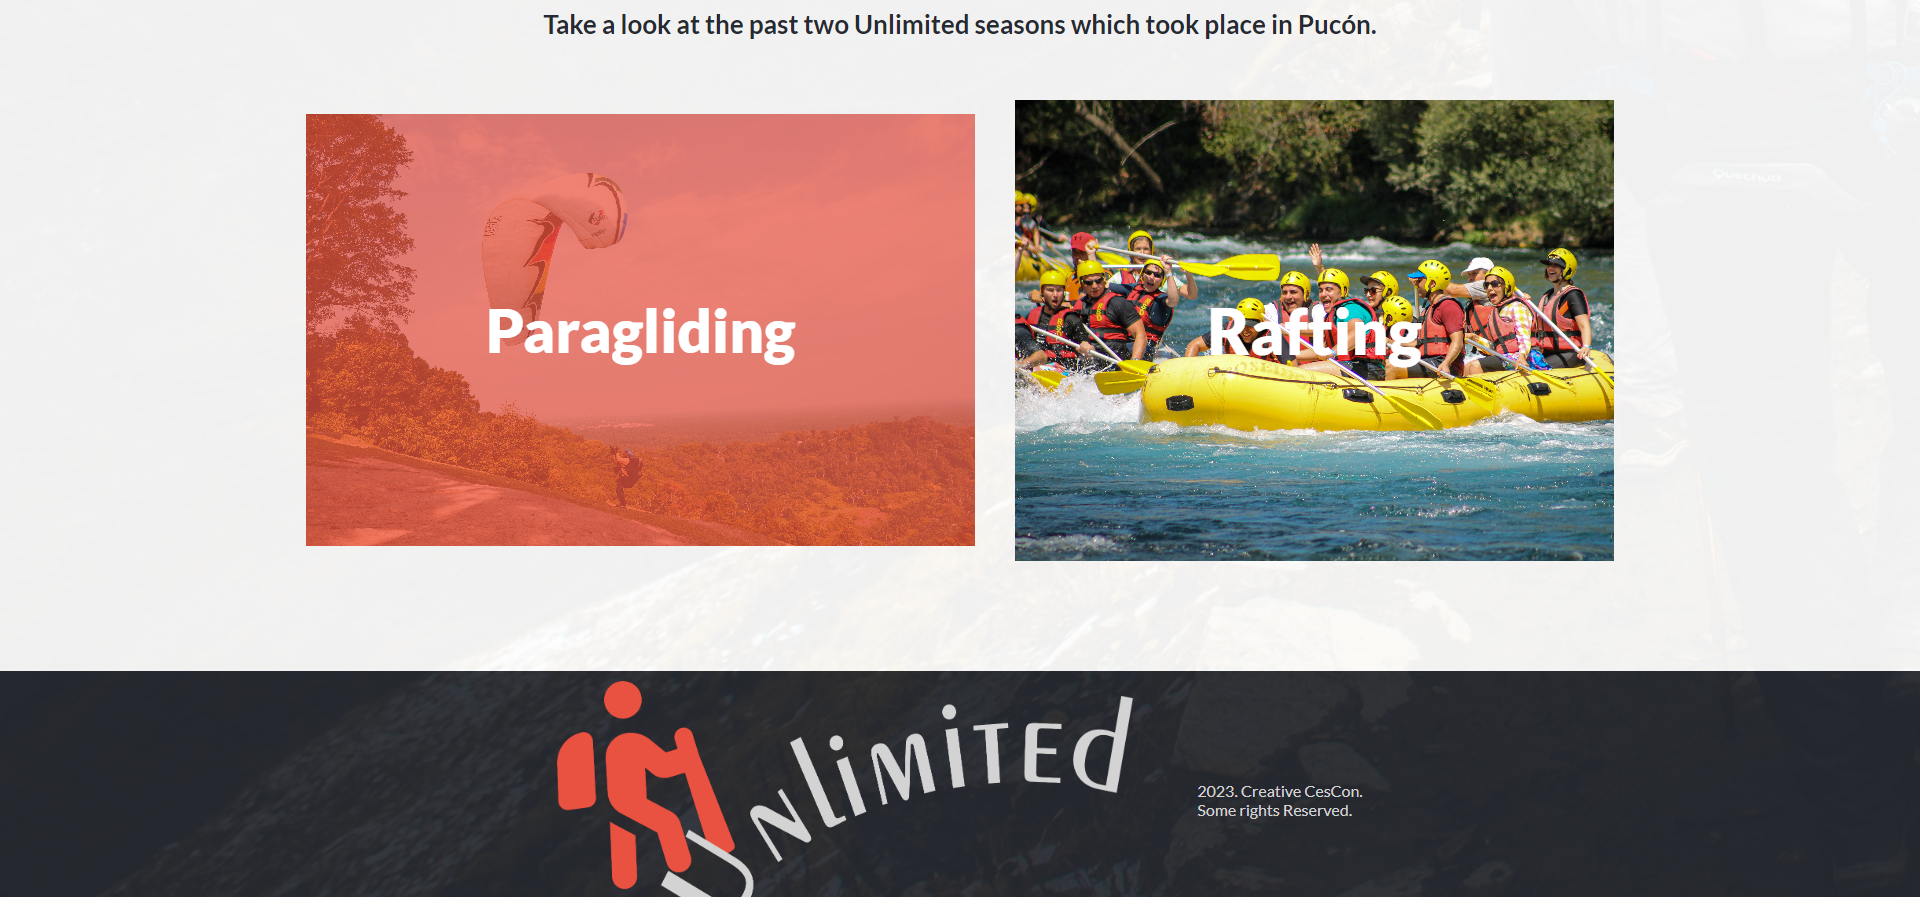 Take a look at the past two Unlimited seasons which took place in Pucón.
Quechua
Paragliding
Rafting
UNLIMITED
2023. Creative CesCon.
Some rights Reserved.